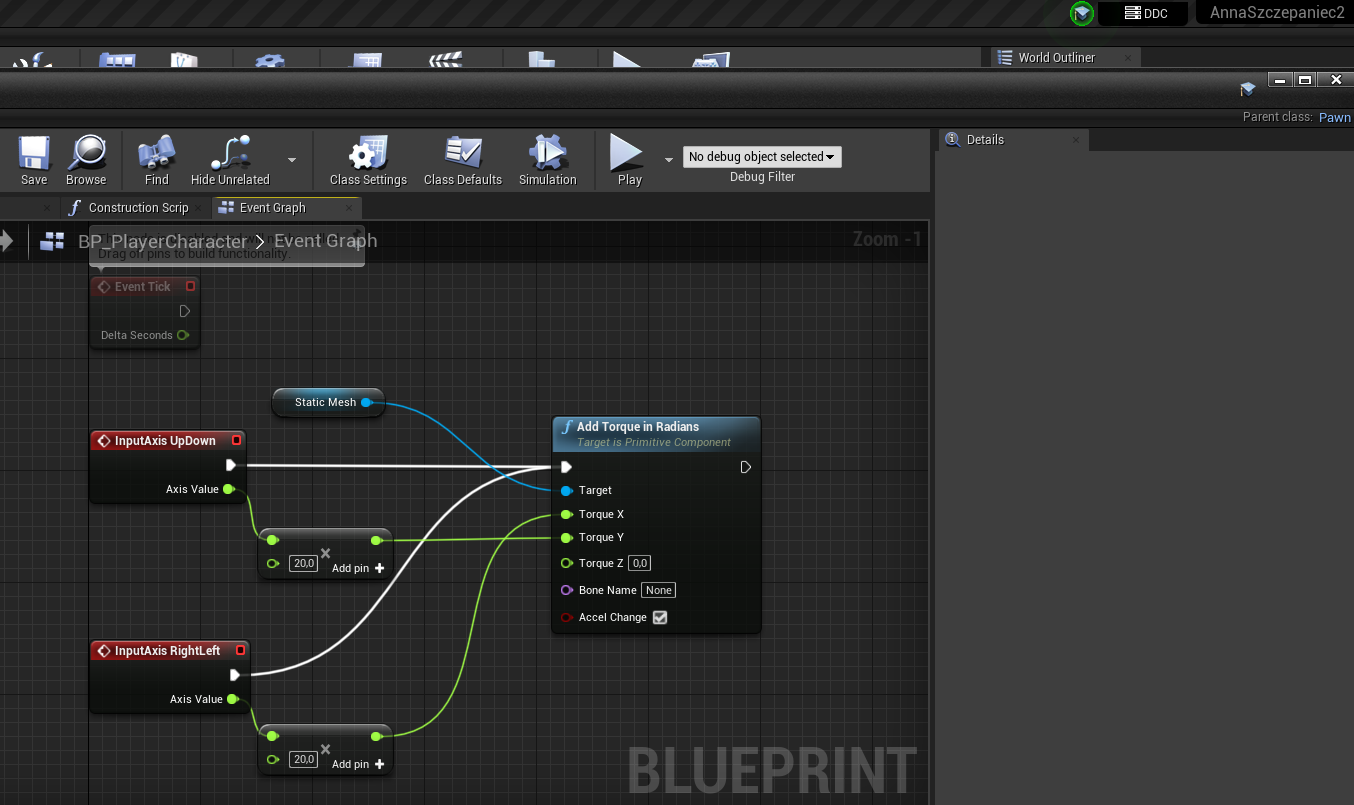 DDC
AnnaSzczepaniec2
World Outliner
Parent class: Pawn
Save
Browse
Find
Hide Unrelated
Class Settings
Class Defaults
Simulation
Play
No debug object selected
Debug Filter
Details
Construction Scrip
Event Graph
BP_PlayerCharacter > Event Graph
Zoom -1
Drag off pins to build functionality.
Event Tick
Delta Seconds
Static Mesh
InputAxis UpDown
Axis Value
20,0
Add pin
Add Torque in Radians
Target is Primitive Component
Target
Torque X
Torque Y
Torque Z 0,0
Bone Name None
Accel Change
InputAxis RightLeft
Axis Value
20,0
Add pin
BLUEPRINT